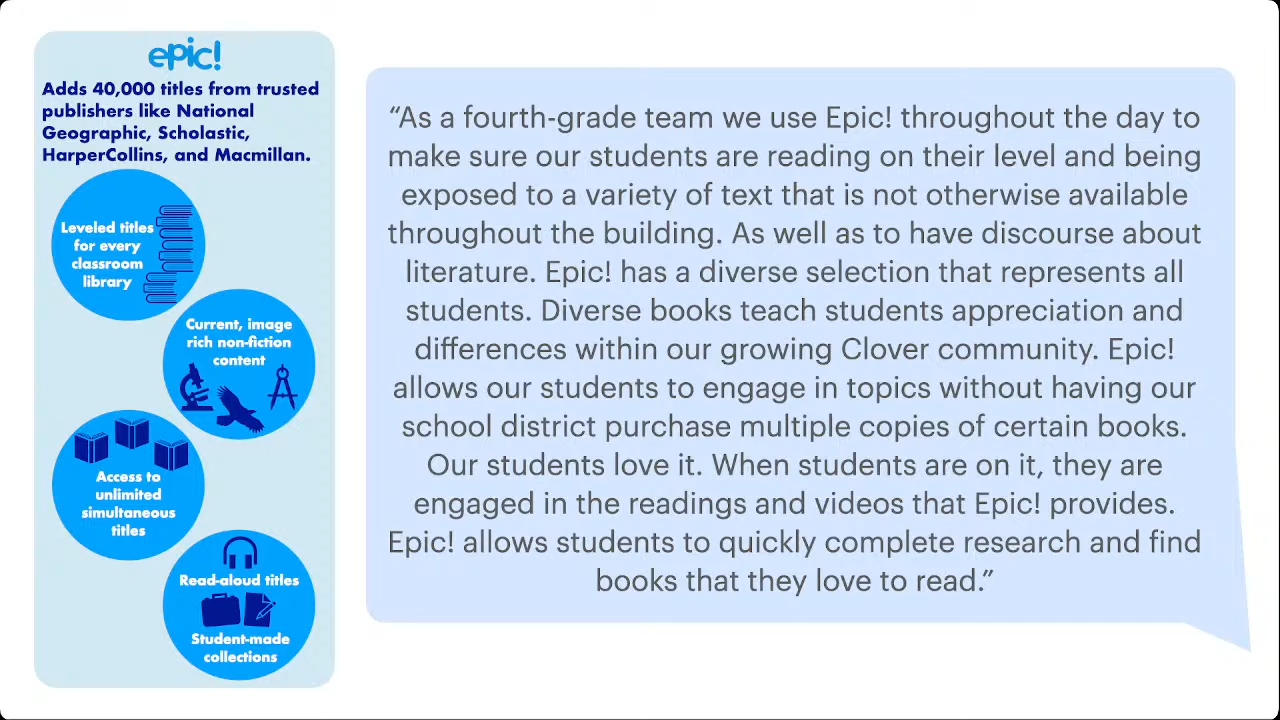 epic!
Adds 40,000 titles from trusted
publishers like National
Geographic, Scholastic,
HarperCollins, and Macmillan.
Leveled titles
for every
classroom
library
Current, image
rich non-fiction
content
Access to
unlimited
simultaneous
titles
Read-aloud titles
Student-made
collections
“As a fourth-grade team we use Epic! throughout the day to
make sure our students are reading on their level and being
exposed to a variety of text that is not otherwise available
throughout the building. As well as to have discourse about
literature. Epic! has a diverse selection that represents all
students. Diverse books teach students appreciation and
differences within our growing Clover community. Epic!
allows our students to engage in topics without having our
school district purchase multiple copies of certain books.
Our students love it. When students are on it, they are
engaged in the readings and videos that Epic! provides.
Epic! allows students to quickly complete research and find
books that they love to read.”